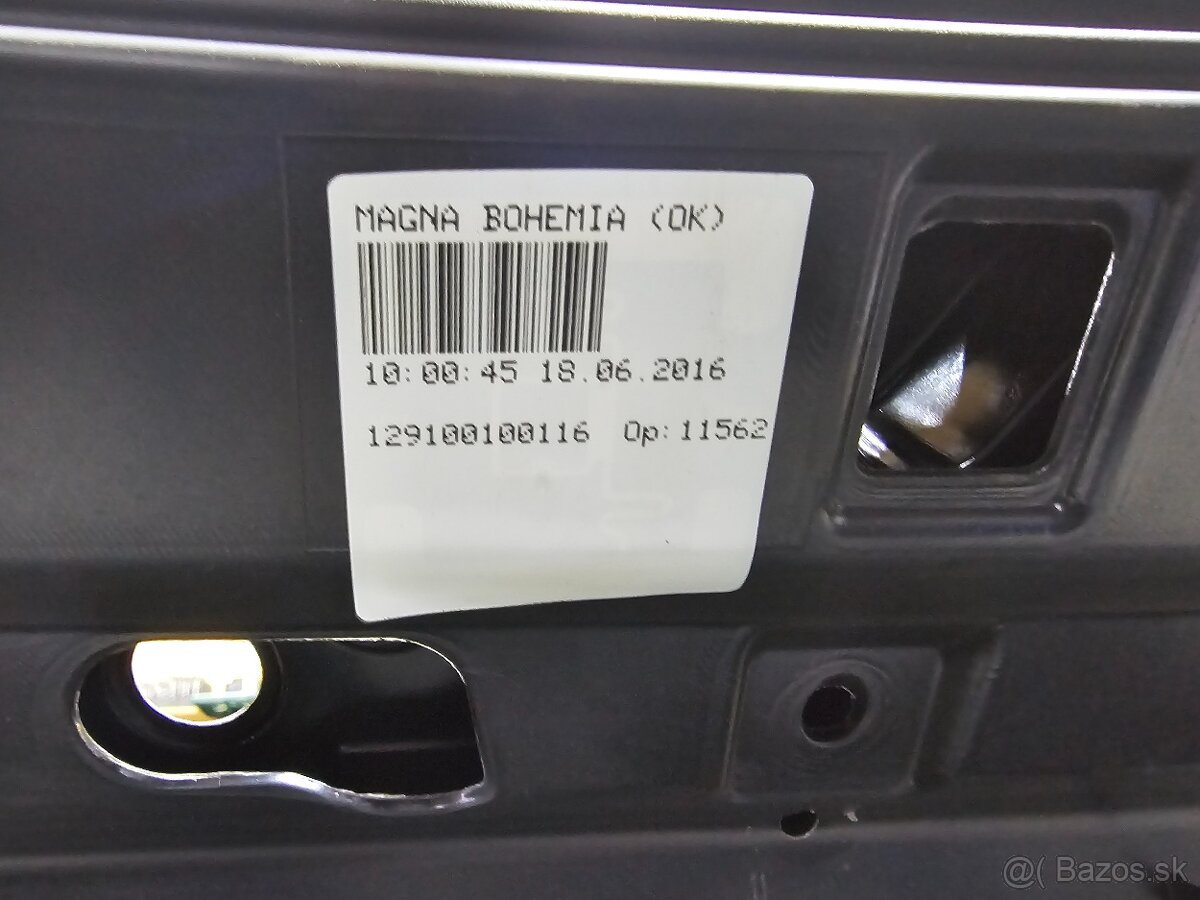 MAGNA BOHEMIA (OK)
10:00:45 18.06.2016
129100100116 Op:11562
@( Bazos.sk